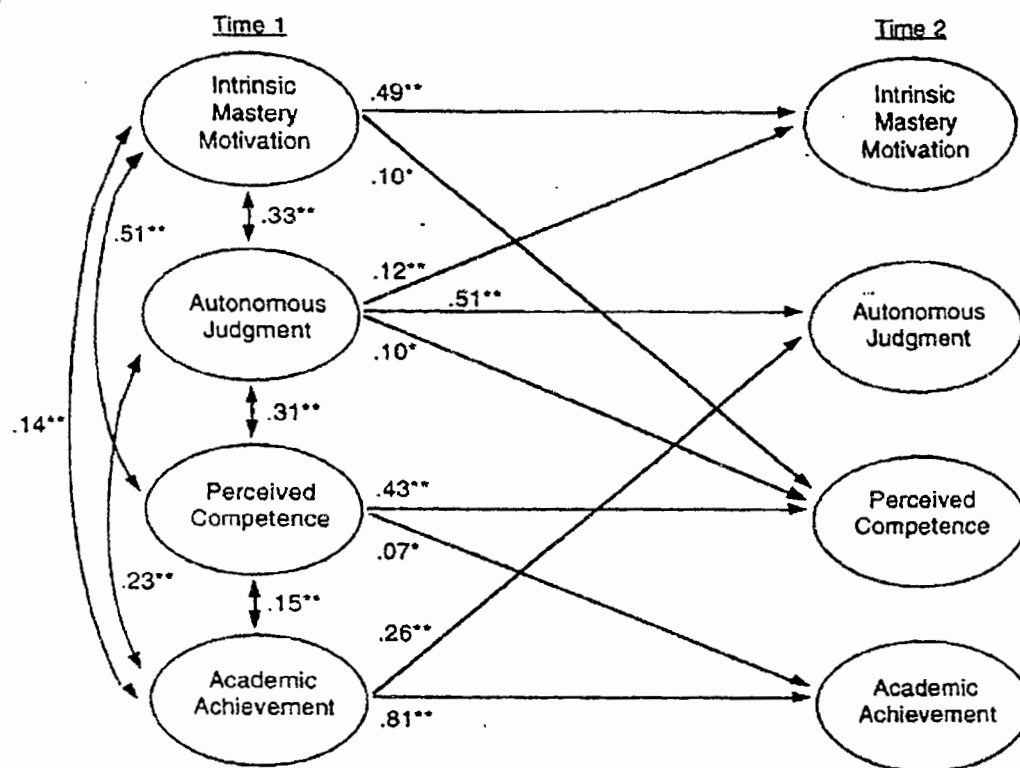 Time 1
Time 2
Intrinsic
Mastery
Motivation
.49**
Intrinsic
Mastery
Motivation
.10*
.33**
.51**
.12**
.51**
Autonomous
Judgment
Autonomous
Judgment
.10*
.14**
.31**
Perceived
Competence
.43**
Perceived
Competence
.07*
.23**
.15**
.26**
Academic
Achievement
Academic
Achievement
.81**